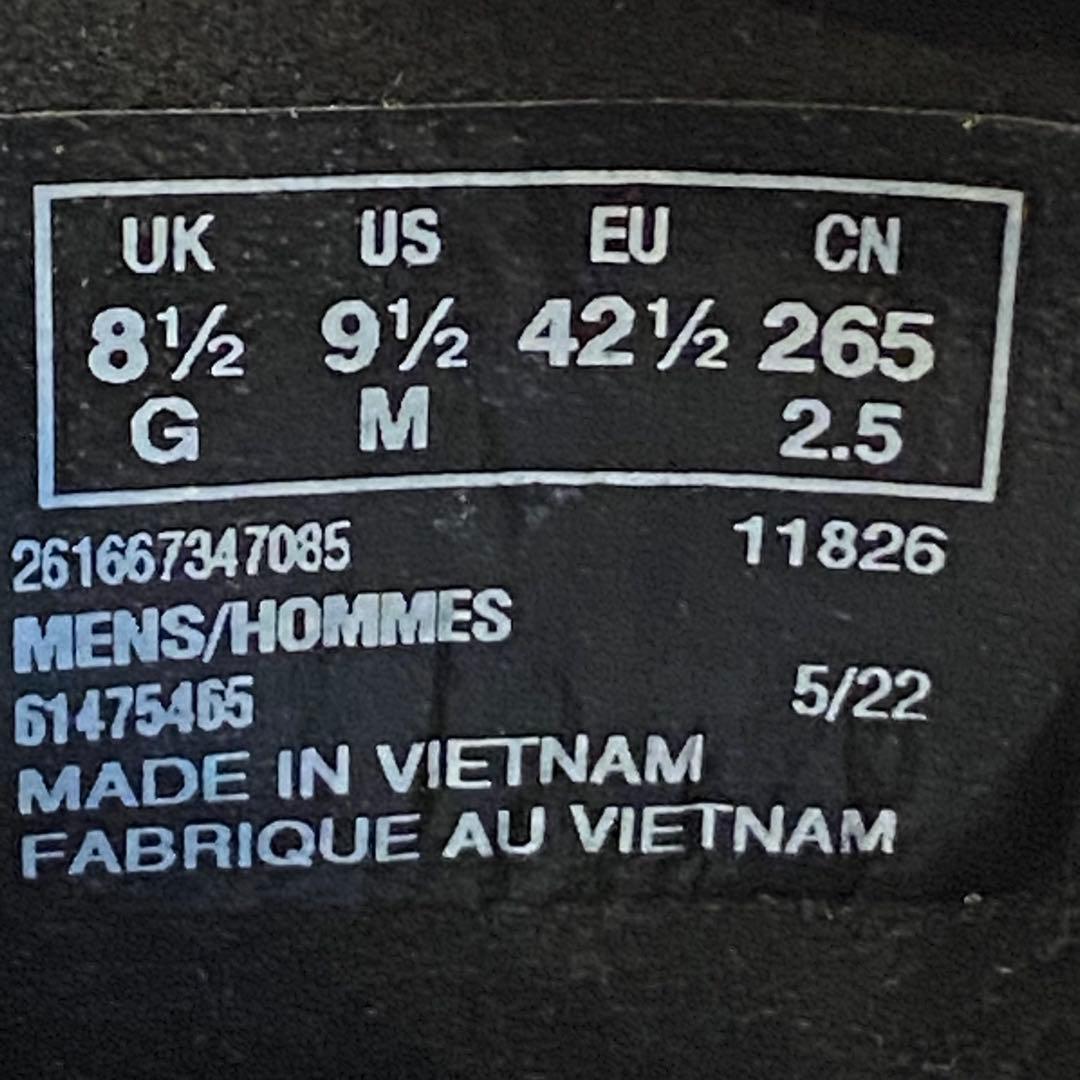 UK US EU CN
8½ 9½ 42½ 265
G M 2.5
261667347085 11826
MENS/HOMMES
61475465 5/22
MADE IN VIETNAM
FABRIQUE AU VIETNAM